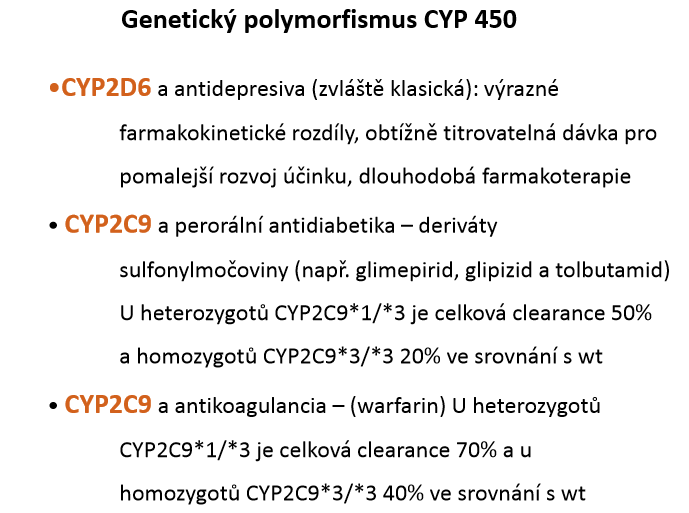 Genetický polymorfismus CYP 450
•CYP2D6 a antidepresiva (zvláště klasická): výrazné
farmakokinetické rozdíly, obtížně titrovatelná dávka pro
pomalejší rozvoj účinku, dlouhodobá farmakoterapie
• CYP2C9 a perorální antidiabetika – deriváty
sulfonylmočoviny (např. glimepirid, glipizid a tolbutamid)
U heterozygotů CYP2C9*1/*3 je celková clearance 50%
a homozygotů CYP2C9*3/*3 20% ve srovnání s wt
• CYP2C9 a antikoagulancia – (warfarin) U heterozygotů
CYP2C9*1/*3 je celková clearance 70% a u
homozygotů CYP2C9*3/*3 40% ve srovnání s wt